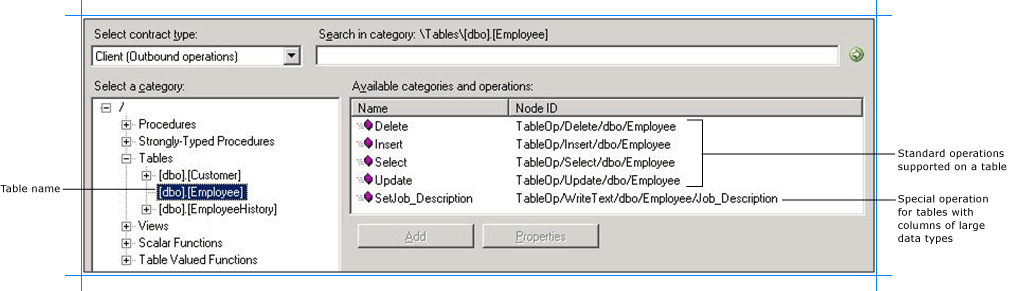 Select contract type:
Search in category: \Tables\[dbo].[Employee]
Client (Outbound operations)
Select a category:
Available categories and operations:
/
Procedures
Strongly-Typed Procedures
Tables
[dbo].[Customer]
[dbo].[Employee]
[dbo].[EmployeeHistory]
Views
Scalar Functions
Table Valued Functions
Name Node ID
Delete TableOp/Delete/dbo/Employee
Insert TableOp/Insert/dbo/Employee
Select TableOp/Select/dbo/Employee
Update TableOp/Update/dbo/Employee
SetJob_Description TableOp/WriteText/dbo/Employee/Job_Description
Add Properties
Table name
Standard operations
supported on a table
Special operation
for tables with
columns of large
data types